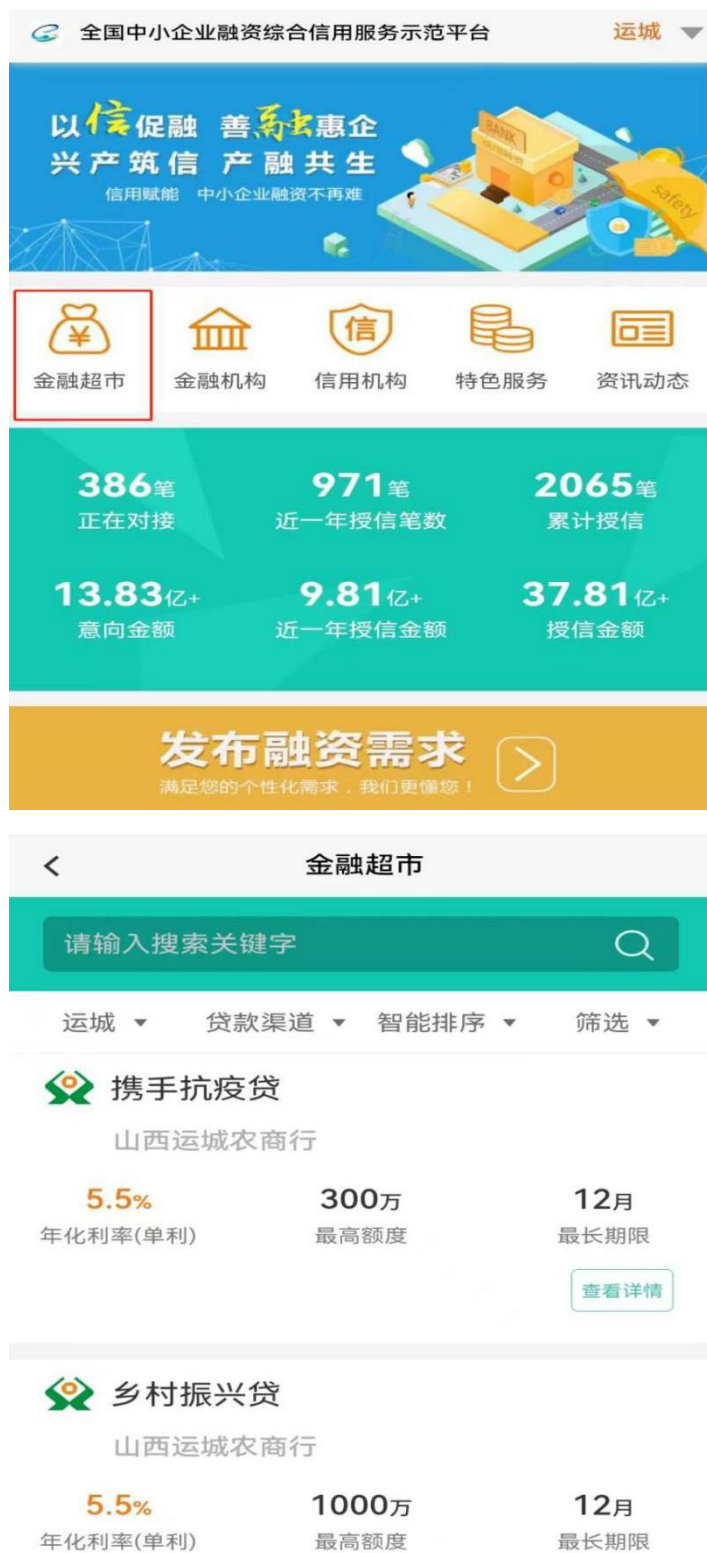 全国中小企业融资综合信用服务示范平台 运城
以信促融 善融惠企
兴产筑信 产融共生
信用赋能 中小企业融资不再难
BANK
safety
金融超市 金融机构 信用机构 特色服务 资讯动态
信
386笔 971笔 2065笔
正在对接 近一年授信笔数 累计授信
13.83亿+ 9.81亿+ 37.81亿+
意向金额 近一年授信金额 授信金额
发布融资需求
满足您的个性化需求，我们更懂您！
金融超市
请输入搜索关键字
运城 贷款渠道 智能排序 筛选
携手抗疫贷
山西运城农商行
5.5% 300万 12月
年化利率(单利) 最高额度 最长期限
查看详情
乡村振兴贷
山西运城农商行
5.5% 1000万 12月
年化利率(单利) 最高额度 最长期限